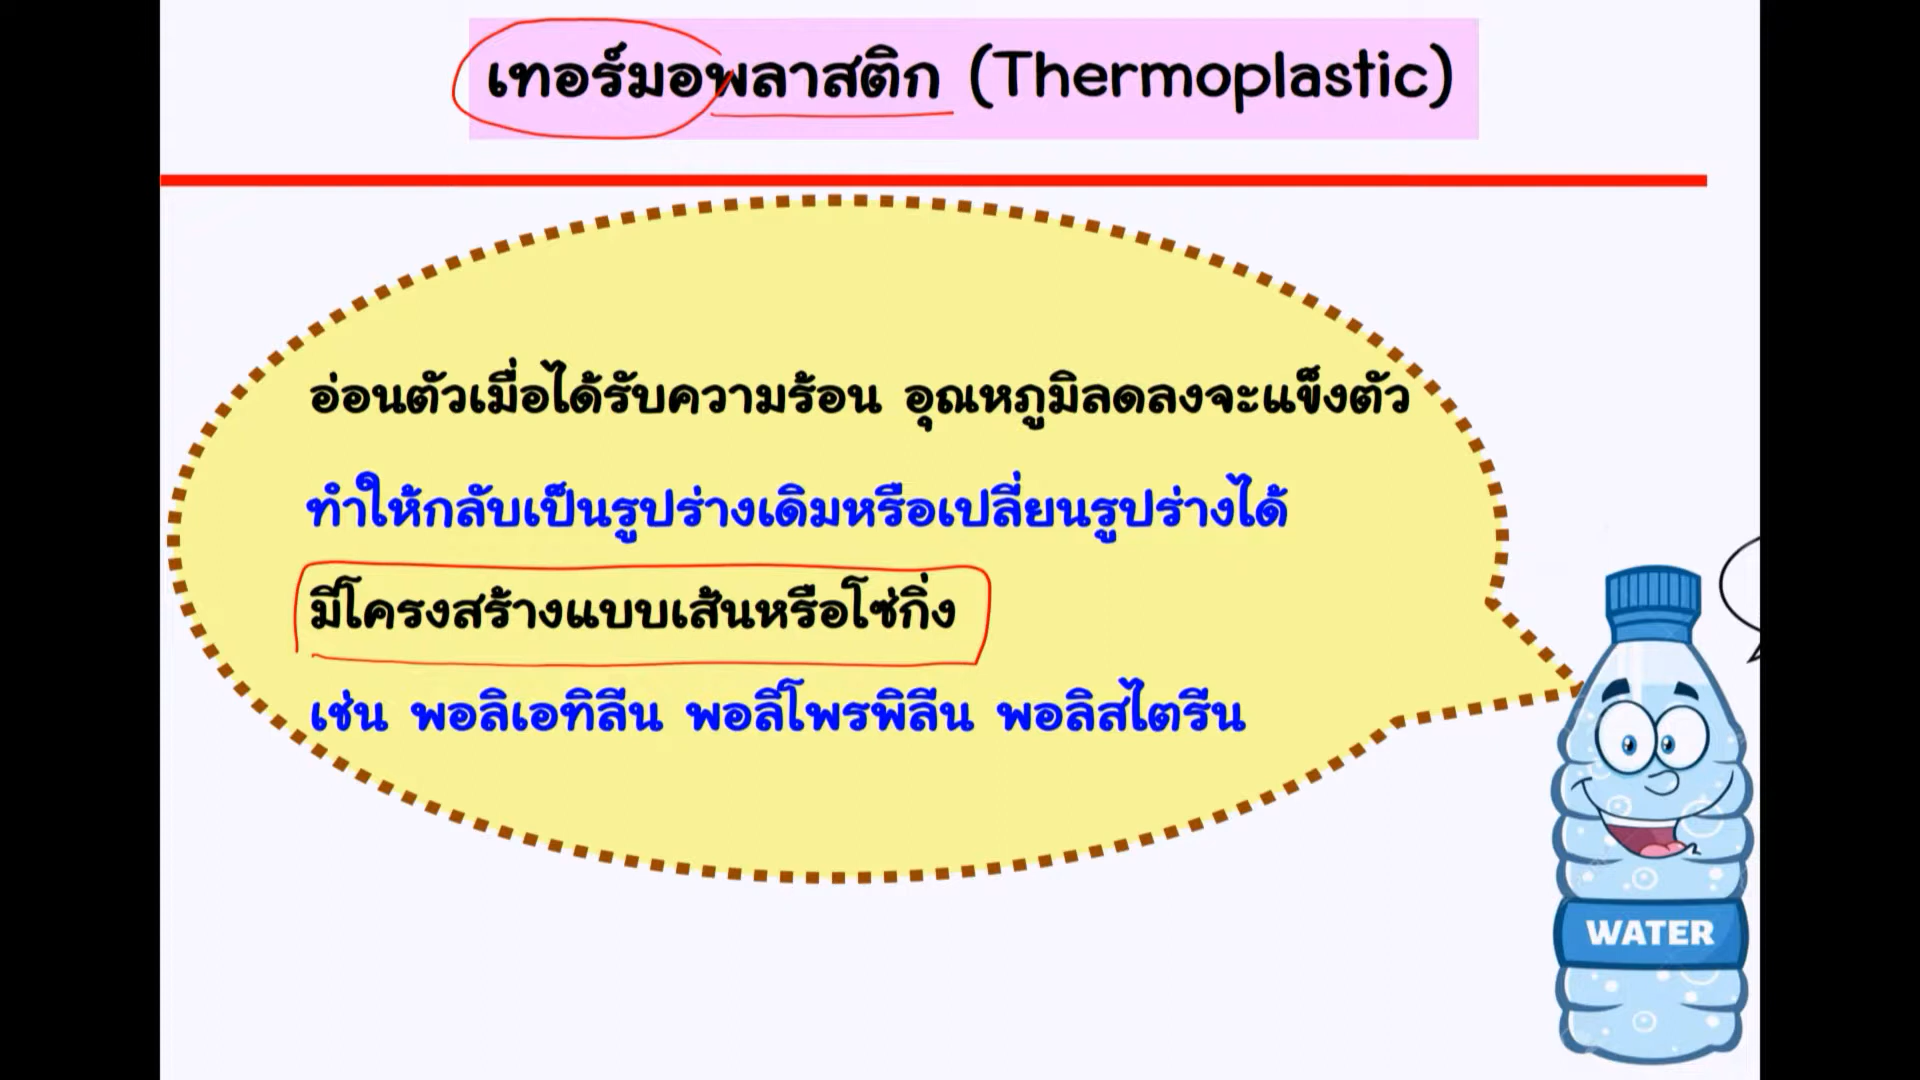 เทอร์มอพลาสติก (Thermoplastic)
อ่อนตัวเมื่อได้รับความร้อน อุณหภูมิลดลงจะแข็งตัว
ทำให้กลับเป็นรูปร่างเดิมหรือเปลี่ยนรูปร่างได้
มีโครงสร้างแบบเส้นหรือโซ่กิ่ง
เช่น พอลิเอทิลีน พอลิโพรพิลีน พอลิสไตรีน
WATER